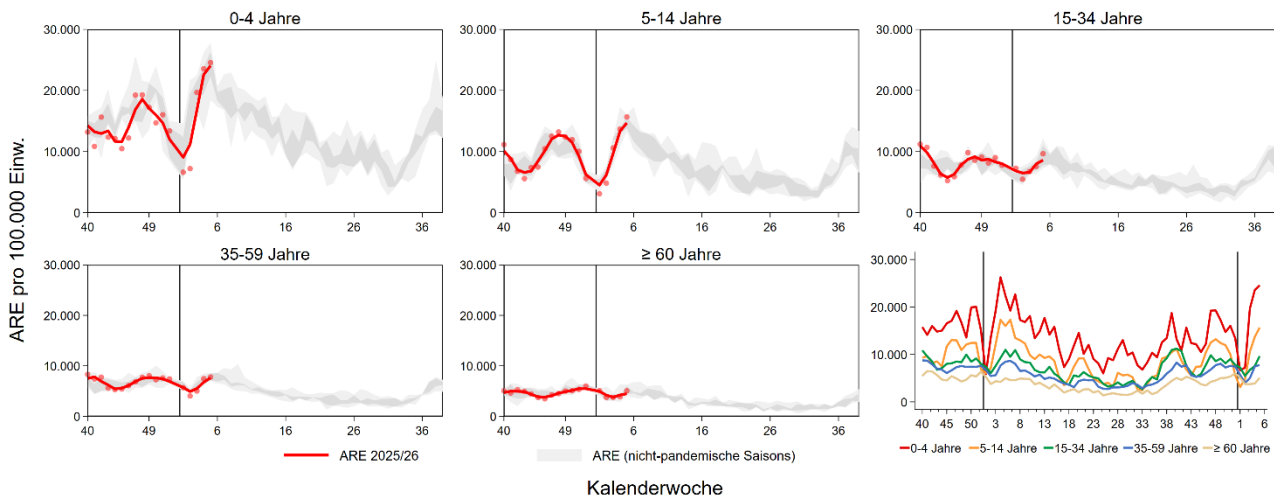 0-4 Jahre
5-14 Jahre
15-34 Jahre
30.000
20.000
10.000
0
40 49 6 16 26 36
30.000
20.000
10.000
0
40 49 6 16 26 36
30.000
20.000
10.000
0
40 49 6 16 26 36
ARE pro 100.000 Einw.
35-59 Jahre
≥ 60 Jahre
30.000
20.000
10.000
0
40 49 6 16 26 36
30.000
20.000
10.000
0
40 49 6 16 26 36
30.000
20.000
10.000
0
40 45 50 3 8 13 18 23 28 33 38 43 48 1 6
ARE 2025/26
ARE (nicht-pandemische Saisons)
0-4 Jahre 5-14 Jahre 15-34 Jahre 35-59 Jahre ≥ 60 Jahre
Kalenderwoche